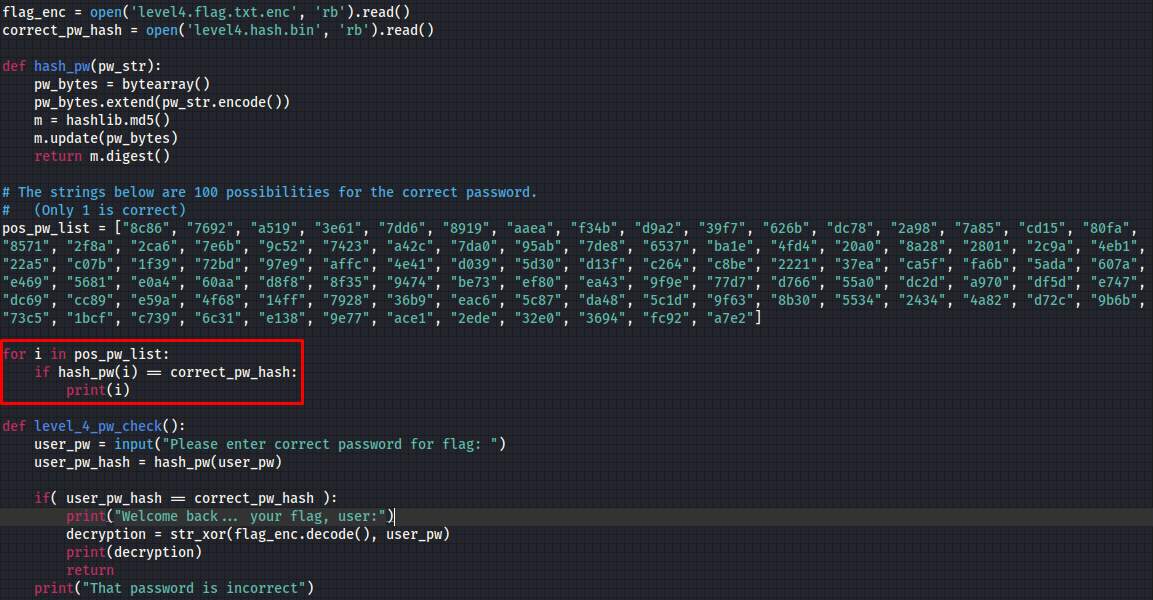 flag_enc = open('level4.flag.txt.enc', 'rb').read()
correct_pw_hash = open('level4.hash.bin', 'rb').read()
def hash_pw(pw_str):
    pw_bytes = bytearray()
    pw_bytes.extend(pw_str.encode())
    m = hashlib.md5()
    m.update(pw_bytes)
    return m.digest()
# The strings below are 100 possibilities for the correct password.
#   (Only 1 is correct)
pos_pw_list = ["8c86", "7692", "a519", "3e61", "7dd6", "8919", "aaea", "f34b", "d9a2", "39f7", "626b", "dc78", "2a98", "7a85", "cd15", "80fa",
"8571", "2f8a", "2ca6", "7e6b", "9c52", "7423", "a42c", "7da0", "95ab", "7de8", "6537", "ba1e", "4fd4", "20a0", "8a28", "2801", "2c9a", "4eb1",
"22a5", "c07b", "1f39", "72bd", "97e9", "affc", "4e41", "d039", "5d30", "d13f", "c264", "c8be", "2221", "37ea", "ca5f", "fa6b", "5ada", "607a",
"e469", "5681", "e0a4", "60aa", "d8f8", "8f35", "9474", "be73", "ef80", "ea43", "9f9e", "77d7", "d766", "55a0", "dc2d", "a970", "df5d", "e747",
"dc69", "cc89", "e59a", "4f68", "14ff", "7928", "36b9", "eac6", "5c87", "da48", "5c1d", "9f63", "8b30", "5534", "2434", "4a82", "d72c", "9b6b",
"73c5", "1bcf", "c739", "6c31", "e138", "9e77", "ace1", "2ede", "32e0", "3694", "fc92", "a7e2"]
for i in pos_pw_list:
    if hash_pw(i) == correct_pw_hash:
        print(i)
def level_4_pw_check():
    user_pw = input("Please enter correct password for flag: ")
    user_pw_hash = hash_pw(user_pw)
    if( user_pw_hash == correct_pw_hash ):
        print("Welcome back... your flag, user:")
        decryption = str_xor(flag_enc.decode(), user_pw)
        print(decryption)
        return
    print("That password is incorrect")